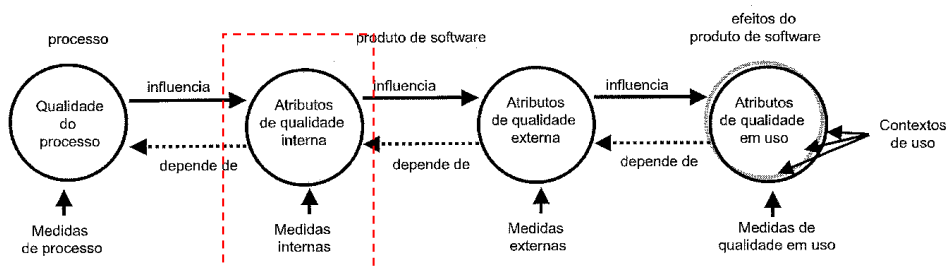 processo
produto de software
efeitos do
produto de software
influencia
influencia
influencia
Qualidade
do
processo
Atributos
de qualidade
interna
Atributos
de qualidade
externa
Atributos
de qualidade
em uso
Contextos
de uso
depende de
depende de
depende de
Medidas
de processo
Medidas
internas
Medidas
externas
Medidas de
qualidade em uso